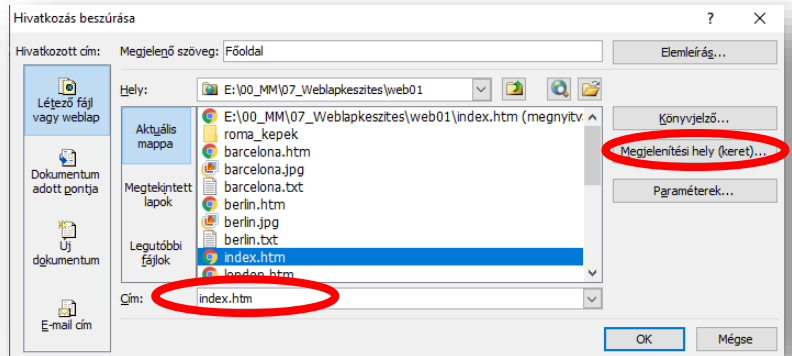 Hivatkozás beszúrása ? ×
Hivatkozott cím: Megjelenő szöveg: Főoldal Elemleírás...
Létező fájl
vagy weblap
Dokumentum
adott pontja
Új
dokumentum
E-mail cím
Hely: E:\00_MM\07_Weblapkeszites\web01
Aktuális
mappa
Megtekintett
lapok
Legutóbbi
fájlok
E:\00_MM\07_Weblapkeszites\web01\index.htm (megnyitv
roma_kepek
barcelona.htm
barcelona.jpg
barcelona.txt
berlin.htm
berlin.jpg
berlin.txt
index.htm
london.htm
Cím: index.htm
Könyvjelző...
Megjelenítési hely (keret)...
Paraméterek...
OK Mégse